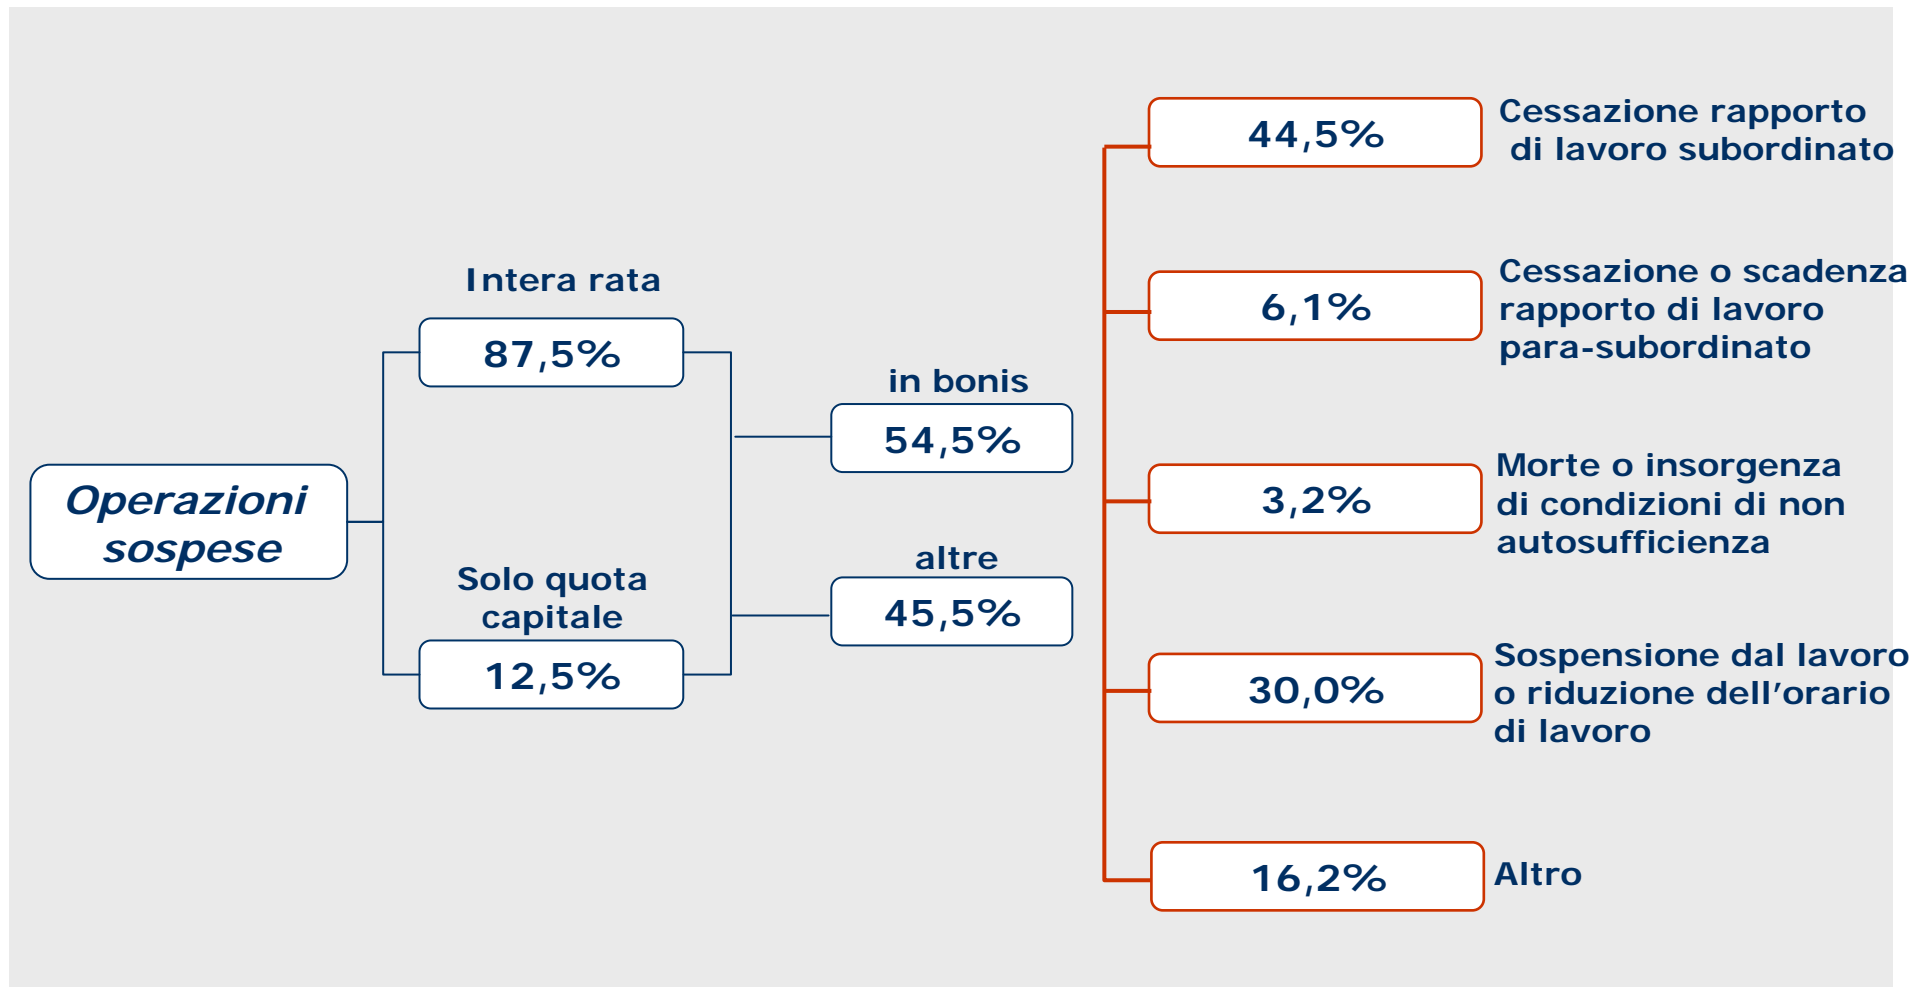 Operazioni
sospese
Intera rata
87,5%
Solo quota
capitale
12,5%
in bonis
54,5%
altre
45,5%
44,5%
Cessazione rapporto
di lavoro subordinato
6,1%
Cessazione o scadenza
rapporto di lavoro
para-subordinato
3,2%
Morte o insorgenza
di condizioni di non
autosufficienza
30,0%
Sospensione dal lavoro
o riduzione dell’orario
di lavoro
16,2%
Altro